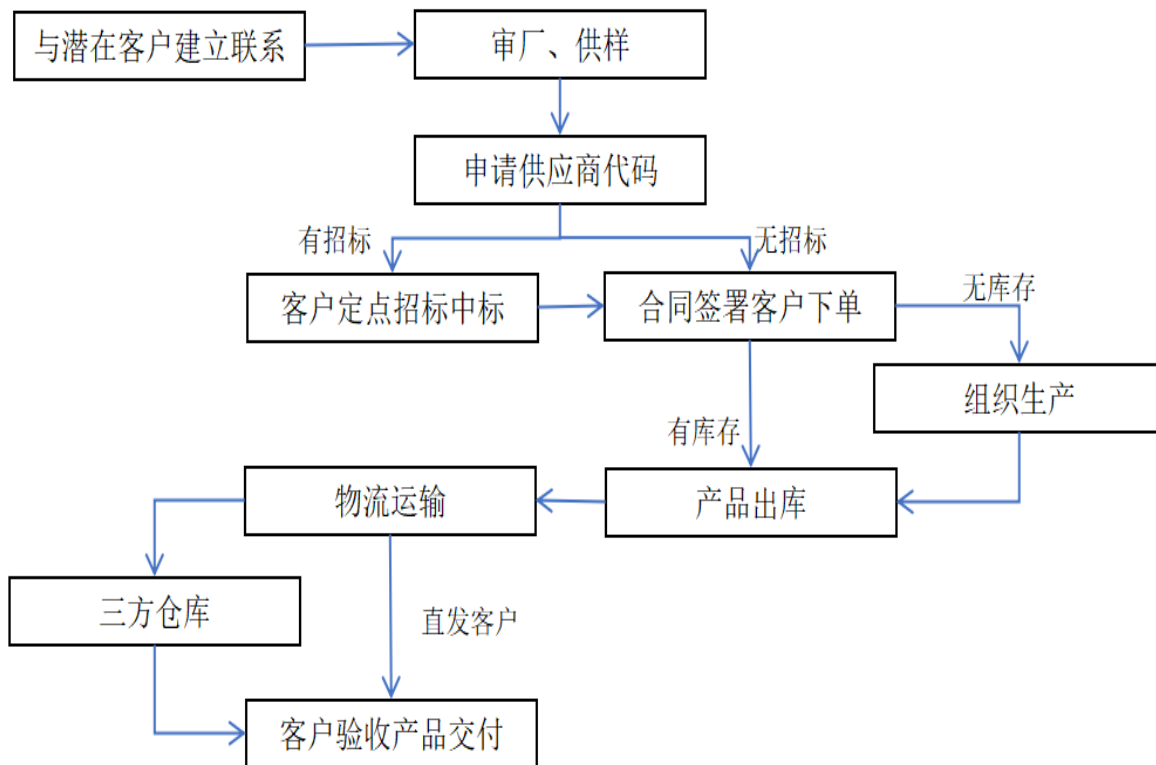 与潜在客户建立联系
审厂、供样
申请供应商代码
有招标
无招标
客户定点招标中标
合同签署客户下单
无库存
组织生产
有库存
物流运输
产品出库
三方仓库
直发客户
客户验收产品交付